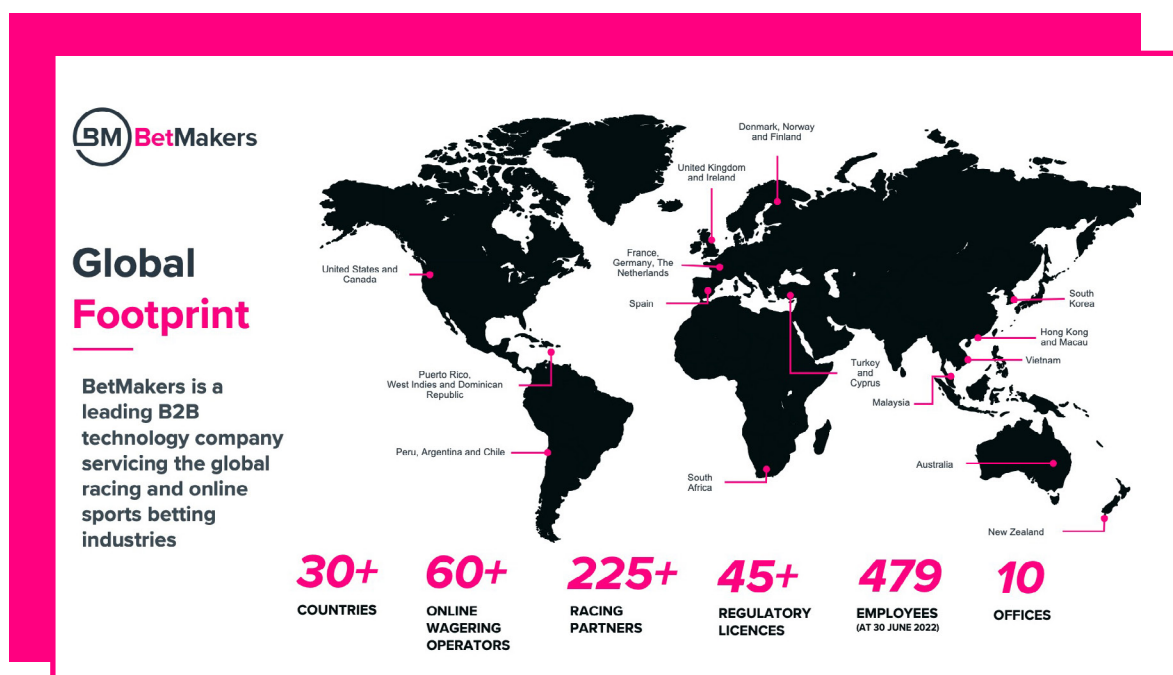 BM BetMakers
Global
Footprint
BetMakers is a
leading B2B
technology company
servicing the global
racing and online
sports betting
industries
Denmark, Norway
and Finland
United Kingdom
and Ireland
France,
Germany, The
Netherlands
Spain
United States and
Canada
Puerto Rico,
West Indies and Dominican
Republic
Peru, Argentina and Chile
South
Africa
Turkey
and
Cyprus
South
Korea
Hong Kong
and Macau
Vietnam
Malaysia
Australia
New Zealand
30+
COUNTRIES
60+
ONLINE
WAGERING
OPERATORS
225+
RACING
PARTNERS
45+
REGULATORY
LICENCES
479
EMPLOYEES
(AT 30 JUNE 2022)
10
OFFICES